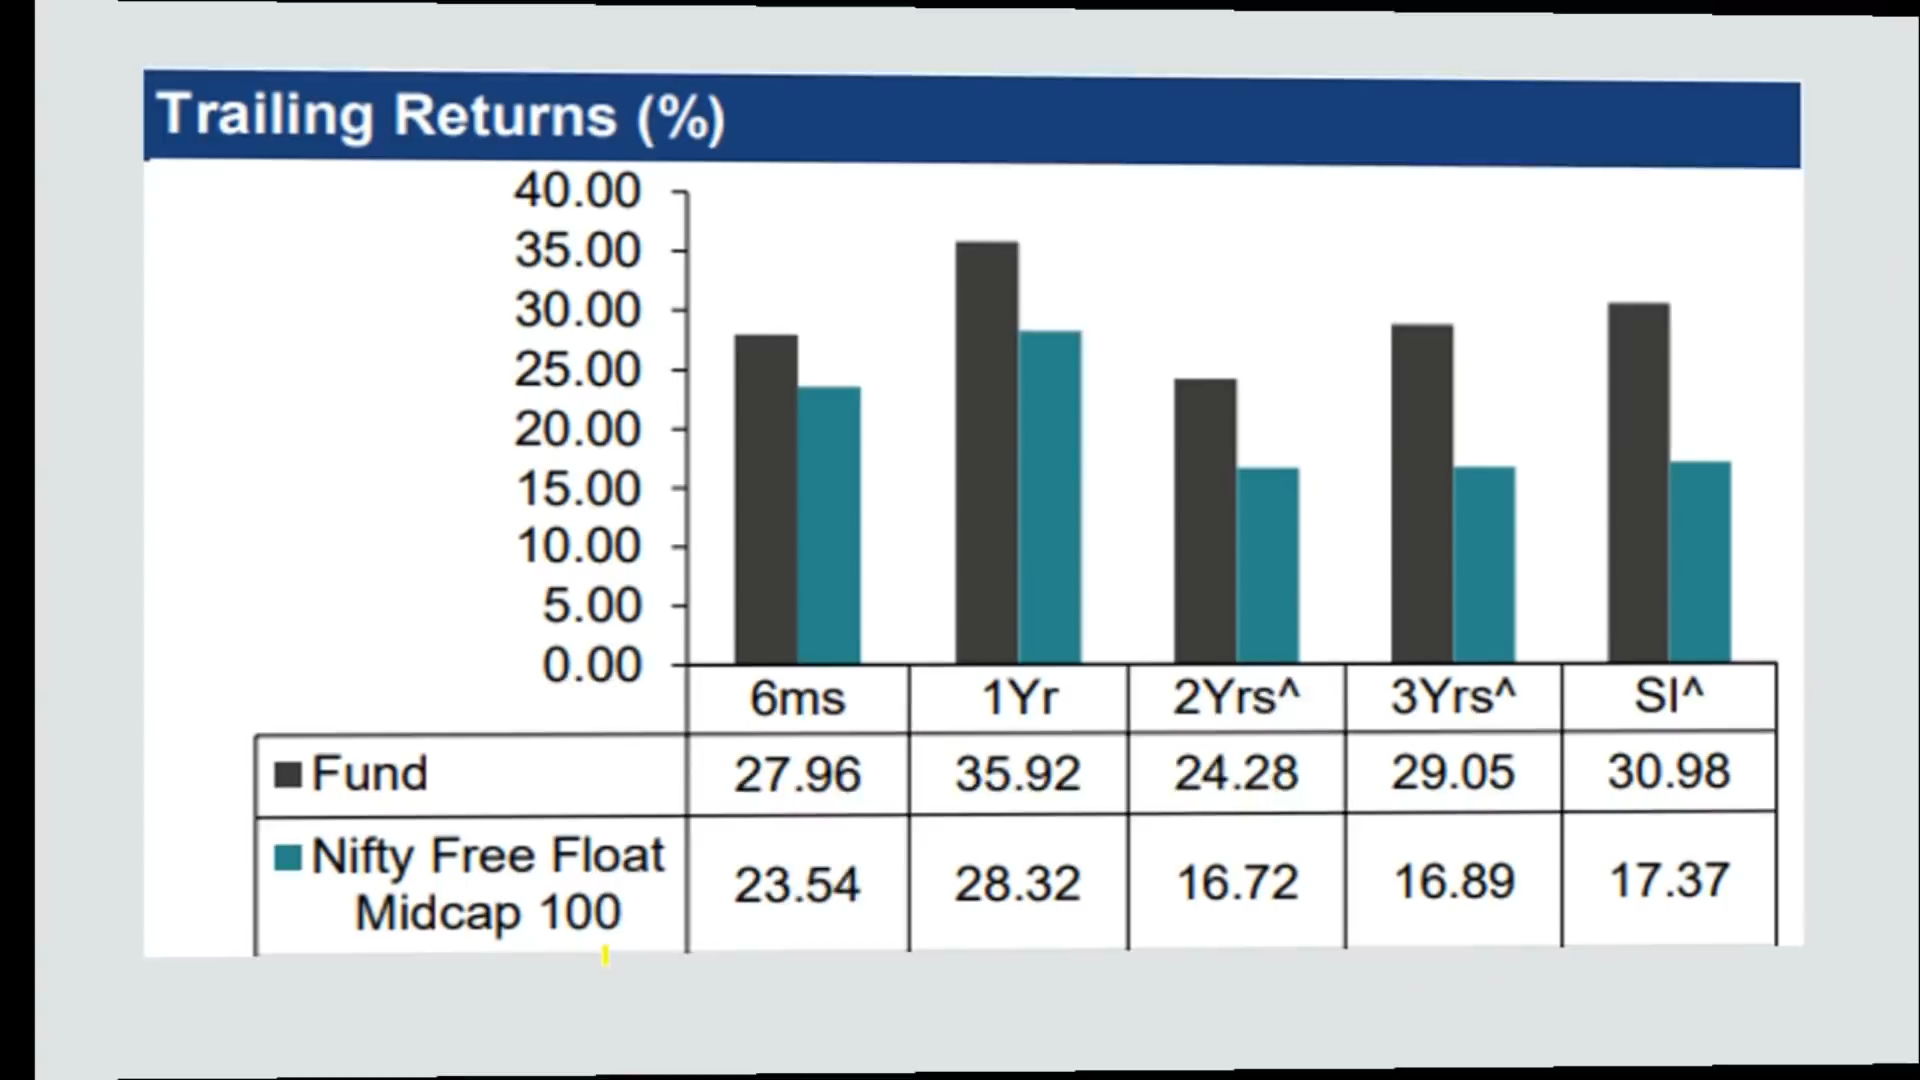 Trailing Returns (%)
40.00
35.00
30.00
25.00
20.00
15.00
10.00
5.00
0.00
6ms 1Yr 2Yrs^ 3Yrs^ SI^
Fund 27.96 35.92 24.28 29.05 30.98
Nifty Free Float
Midcap 100 23.54 28.32 16.72 16.89 17.37